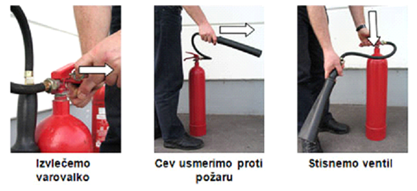 Izvlečemo
varovalko
Cev usmerimo proti
požaru
Stisnemo ventil